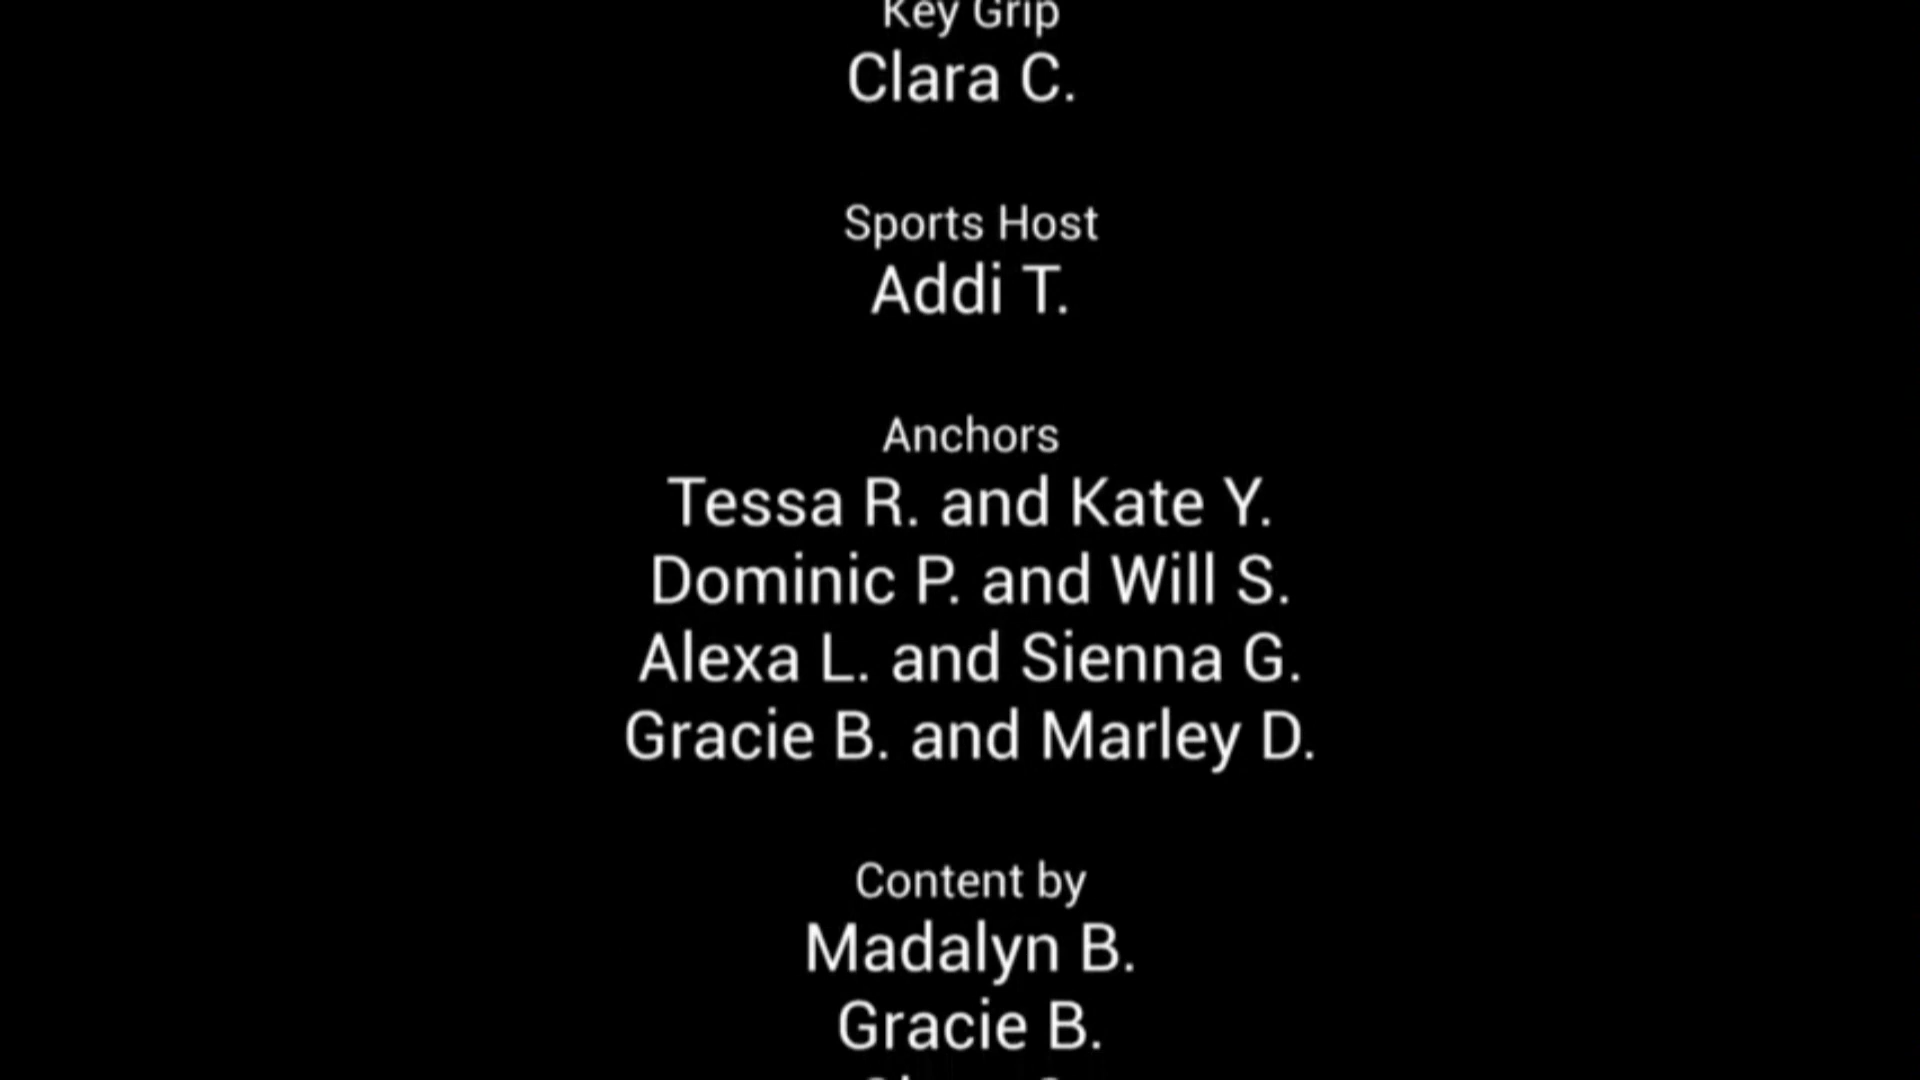 Key Grip
Clara C.
Sports Host
Addi T.
Anchors
Tessa R. and Kate Y.
Dominic P. and Will S.
Alexa L. and Sienna G.
Gracie B. and Marley D.
Content by
Madalyn B.
Gracie B.